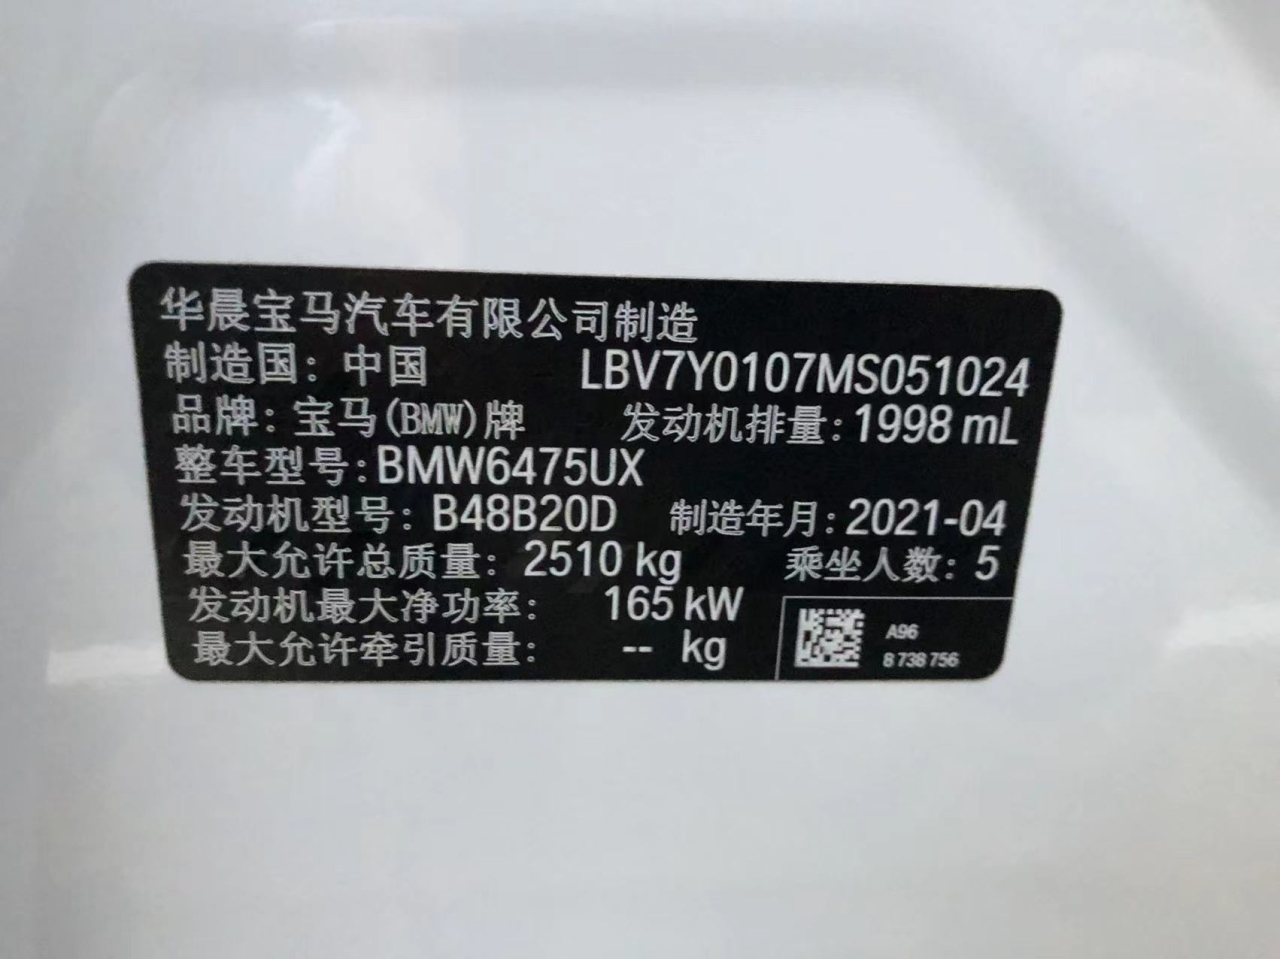 华晨宝马汽车有限公司制造
制造国：中国 LBV7Y0107MS051024
品牌：宝马(BMW)牌 发动机排量：1998 mL
整车型号：BMW6475UX
发动机型号：B48B20D 制造年月：2021-04
最大允许总质量：2510 kg 乘坐人数：5
发动机最大净功率：165 kW
最大允许牵引质量：-- kg
A96
8 738 756